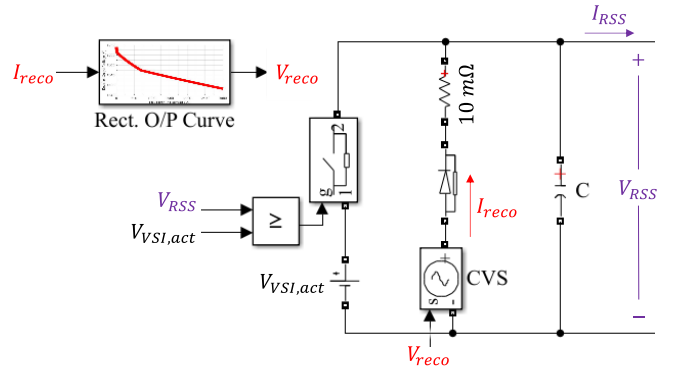 I_RSS
I_reco
V_reco
+
Rect. O/P Curve
10 mΩ
2
g
1
V_RSS
≥
V_VSI,act
I_reco
C
V_RSS
V_VSI,act
+
CVS
s
-
−
V_reco